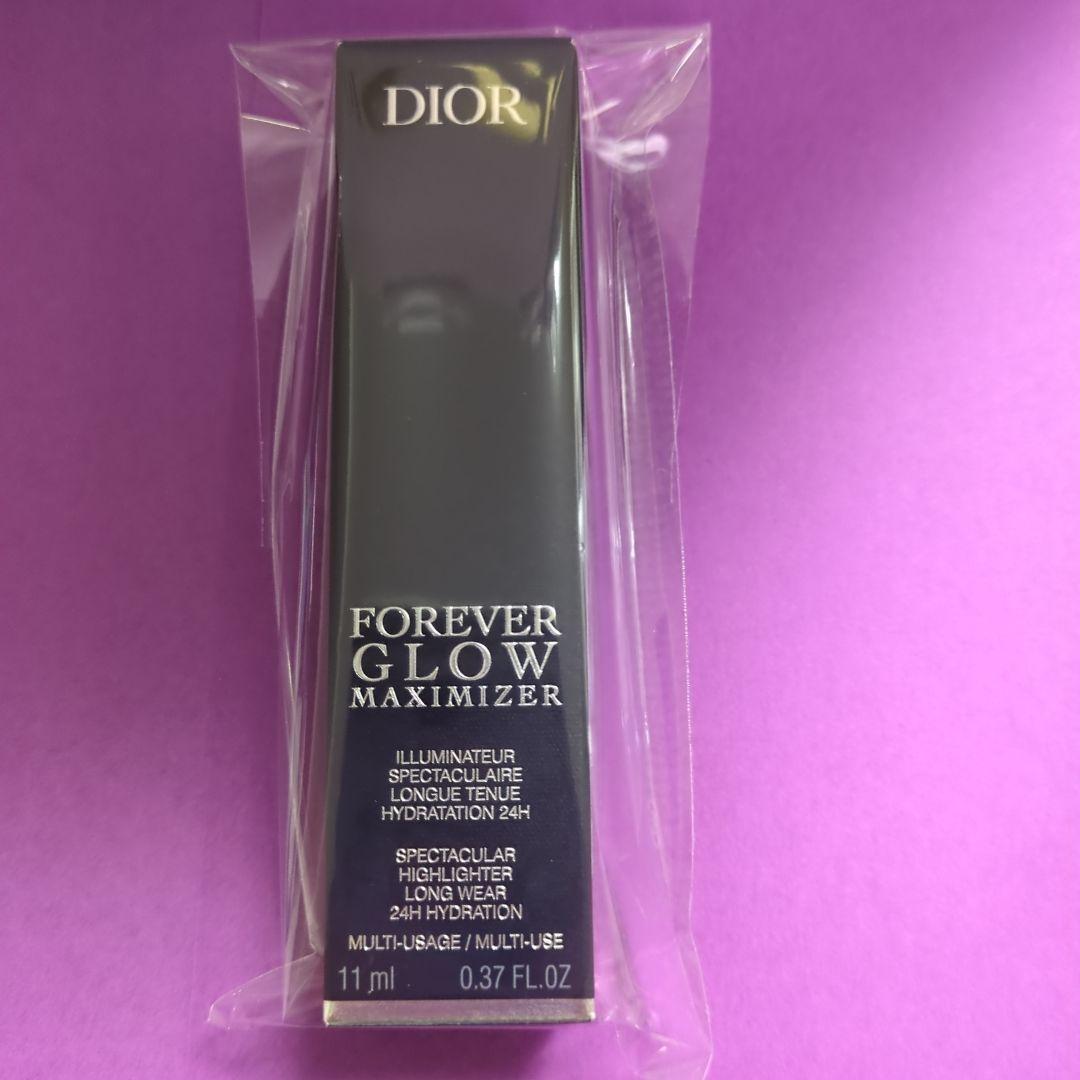 DIOR
FOREVER
GLOW
MAXIMIZER
ILLUMINATEUR
SPECTACULAIRE
LONGUE TENUE
HYDRATATION 24H
SPECTACULAR
HIGHLIGHTER
LONG WEAR
24H HYDRATION
MULTI-USAGE / MULTI-USE
11 ml 0.37 FL.OZ